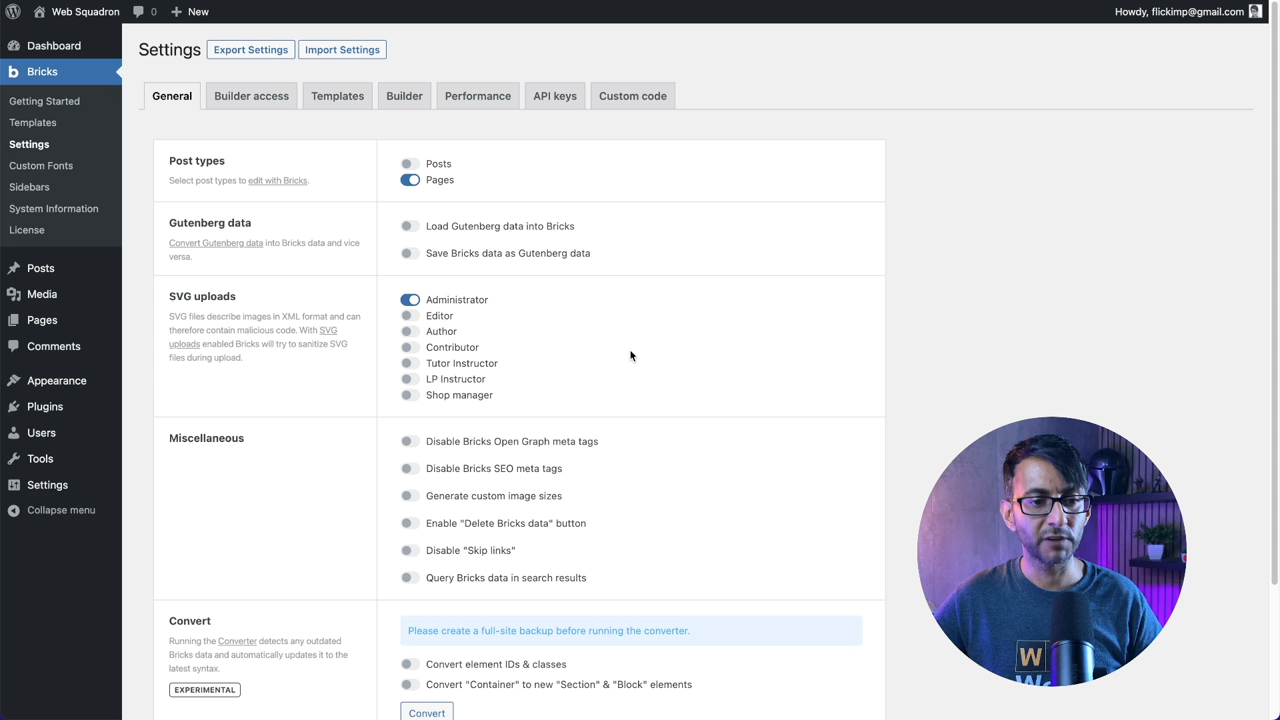 Web Squadron
0
New
Howdy, flickimp@gmail.com
Dashboard
Bricks
Getting Started
Templates
Settings
Custom Fonts
Sidebars
System Information
License
Posts
Media
Pages
Comments
Appearance
Plugins
Users
Tools
Settings
Collapse menu
Settings
Export Settings
Import Settings
General
Builder access
Templates
Builder
Performance
API keys
Custom code
Post types
Select post types to edit with Bricks.
Posts
Pages
Gutenberg data
Convert Gutenberg data into Bricks data and vice
versa.
Load Gutenberg data into Bricks
Save Bricks data as Gutenberg data
SVG uploads
SVG files describe images in XML format and can
therefore contain malicious code. With SVG
uploads enabled Bricks will try to sanitize SVG
files during upload.
Administrator
Editor
Author
Contributor
Tutor Instructor
LP Instructor
Shop manager
Miscellaneous
Disable Bricks Open Graph meta tags
Disable Bricks SEO meta tags
Generate custom image sizes
Enable "Delete Bricks data" button
Disable "Skip links"
Query Bricks data in search results
Convert
Running the Converter detects any outdated
Bricks data and automatically updates it to the
latest syntax.
EXPERIMENTAL
Please create a full-site backup before running the converter.
Convert element IDs & classes
Convert "Container" to new "Section" & "Block" elements
Convert
W